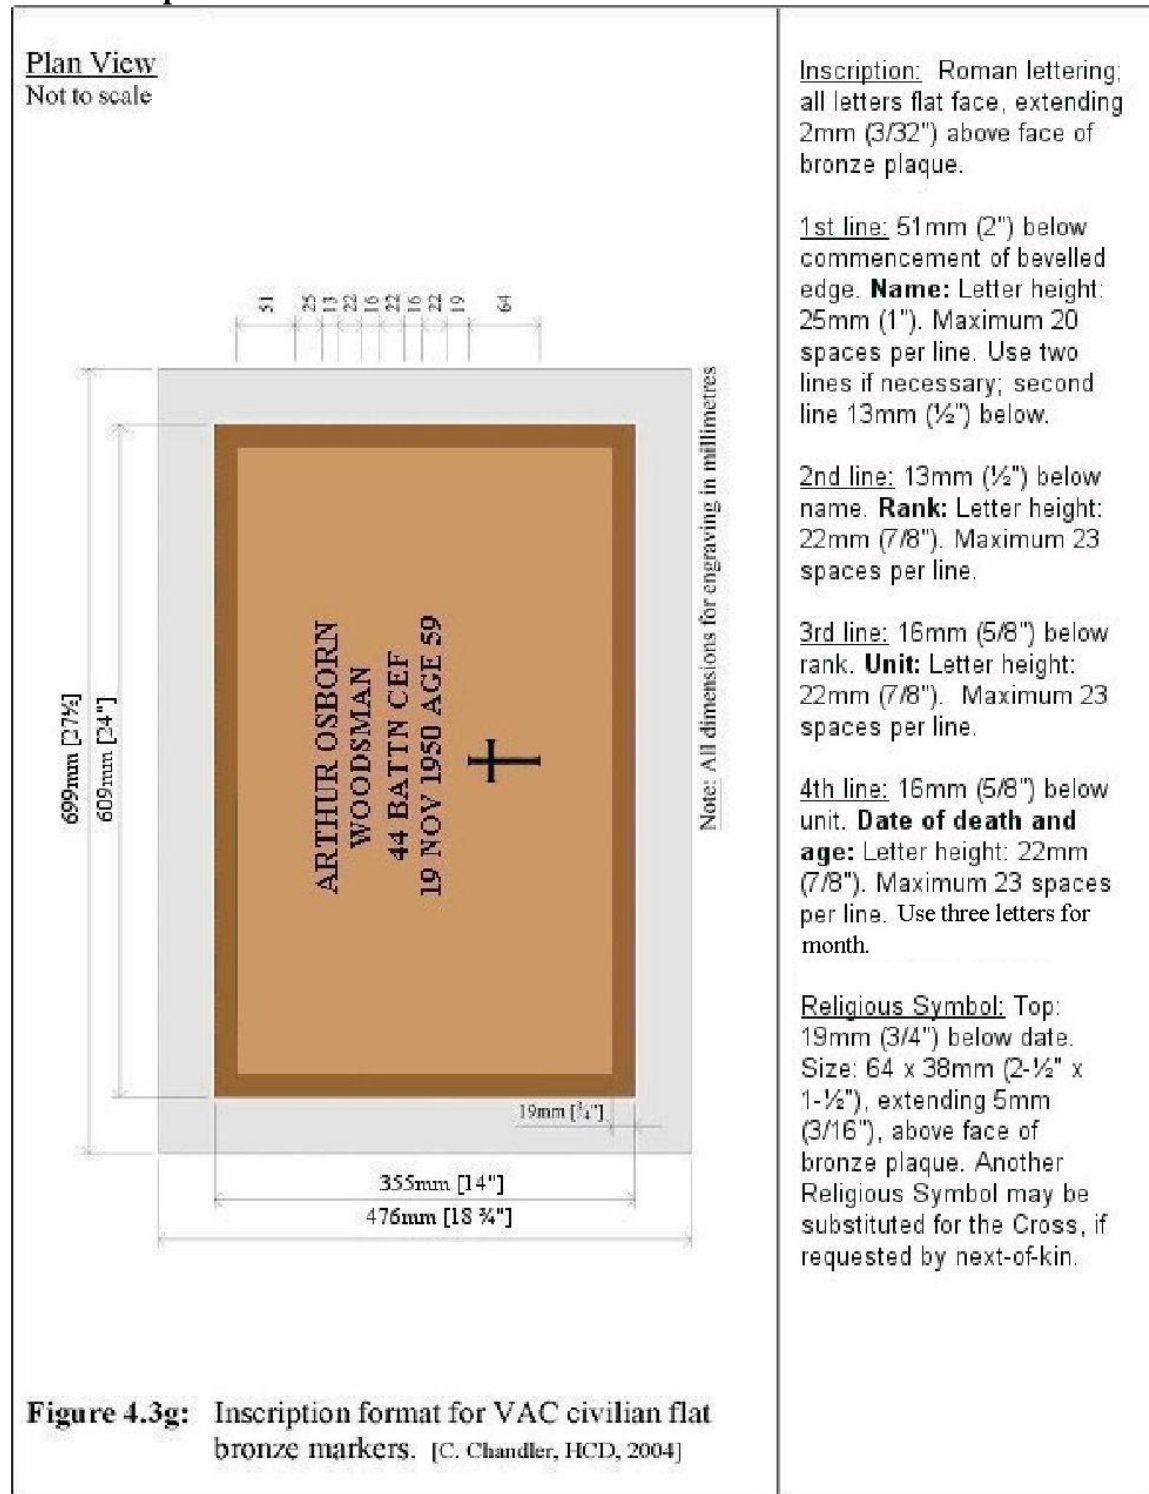 Plan View
Not to scale
51
25
13
22
16
22
16
22
19
64
699mm [27½]
609mm [24"]
ARTHUR OSBORN
WOODSMAN
44 BATTN CEF
19 NOV 1950 AGE 59
Note: All dimensions for engraving in millimetres
19mm [¾"]
355mm [14"]
476mm [18 ¾"]
Figure 4.3g: Inscription format for VAC civilian flat
bronze markers. [C. Chandler, HCD, 2004]
Inscription: Roman lettering;
all letters flat face, extending
2mm (3/32") above face of
bronze plaque.
1st line: 51mm (2") below
commencement of bevelled
edge. Name: Letter height:
25mm (1"). Maximum 20
spaces per line. Use two
lines if necessary; second
line 13mm (½") below.
2nd line: 13mm (½") below
name. Rank: Letter height:
22mm (7/8"). Maximum 23
spaces per line.
3rd line: 16mm (5/8") below
rank. Unit: Letter height:
22mm (7/8"). Maximum 23
spaces per line.
4th line: 16mm (5/8") below
unit. Date of death and
age: Letter height: 22mm
(7/8"). Maximum 23 spaces
per line. Use three letters for
month.
Religious Symbol: Top:
19mm (3/4") below date.
Size: 64 x 38mm (2-½" x
1-½"), extending 5mm
(3/16"), above face of
bronze plaque. Another
Religious Symbol may be
substituted for the Cross, if
requested by next-of-kin.